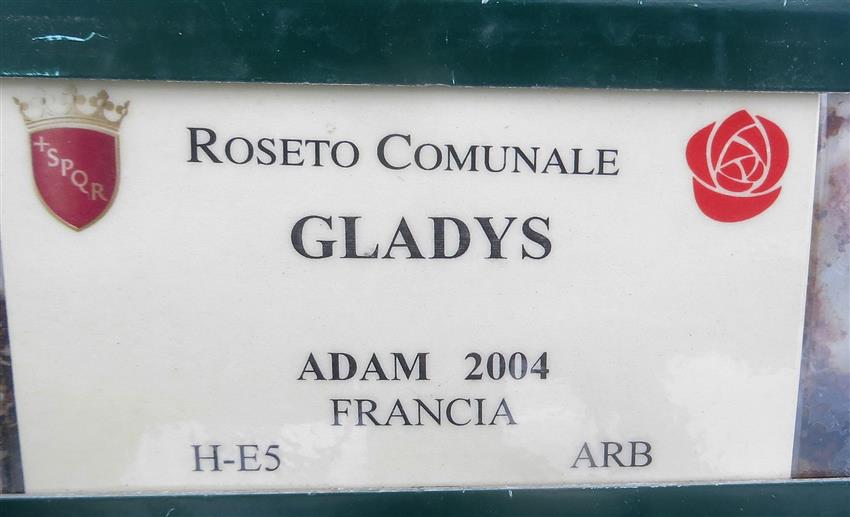 +SPQR
ROSETO COMUNALE
GLADYS
ADAM 2004
FRANCIA
H-E5 ARB